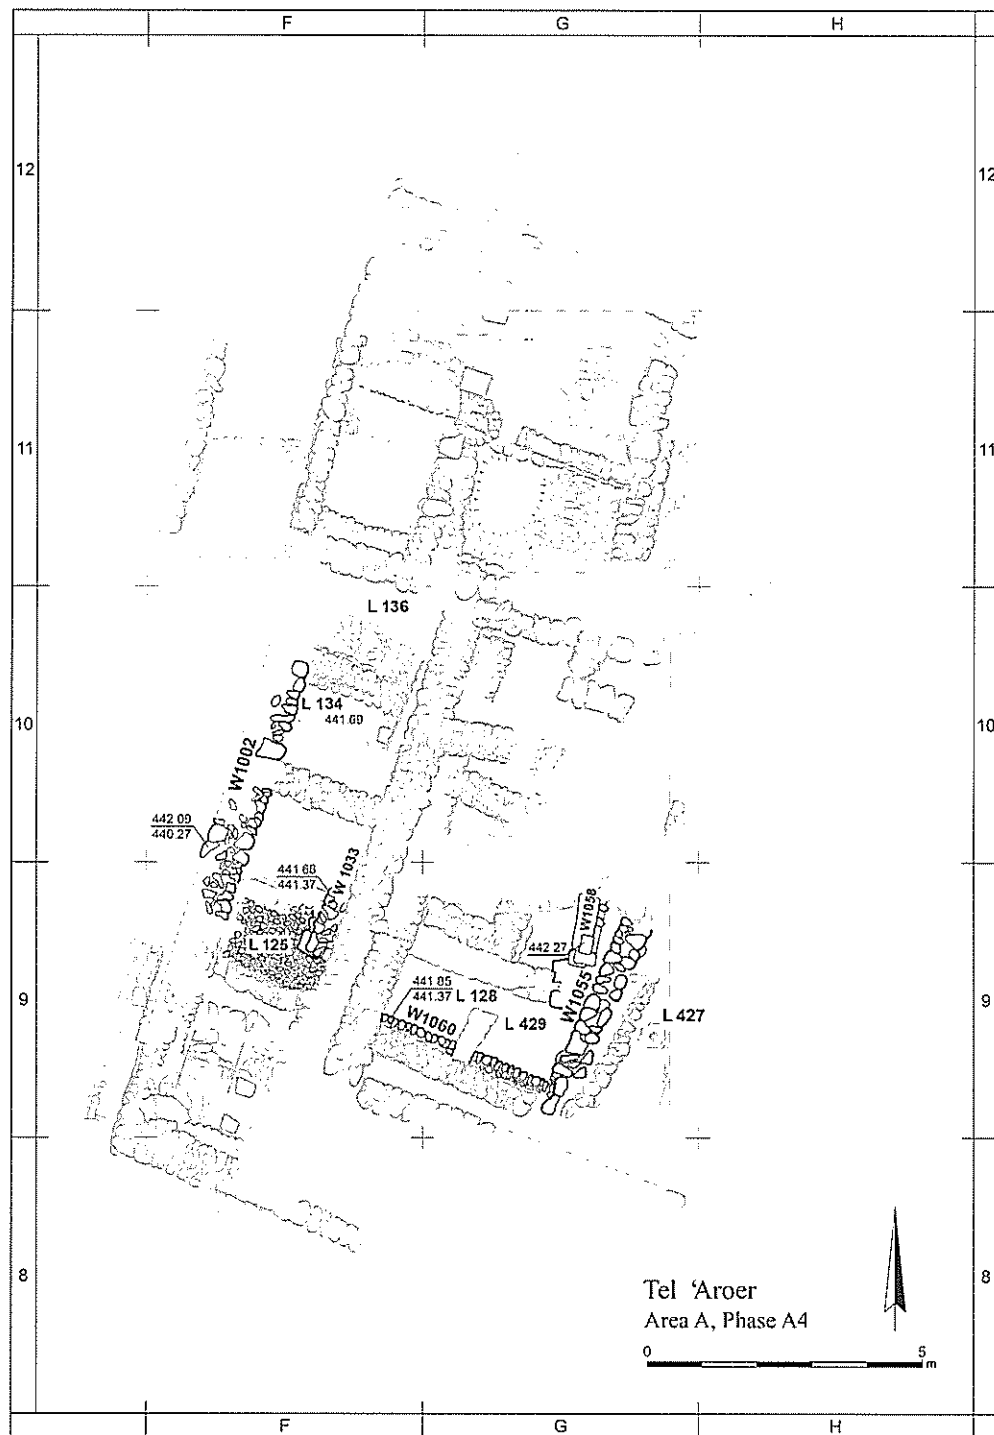 F G H
12 12
11 11
L 136
10 10
L 134
441.60
W1002
442.09
440.27
441.68
441.37
W 1033
L 125
W1058
442 27
W1055
9 9
441.85
441.37
L 128
W1060
L 429
L 427
8 8
Tel ‘Aroer
Area A, Phase A4
0 5
m
F G H